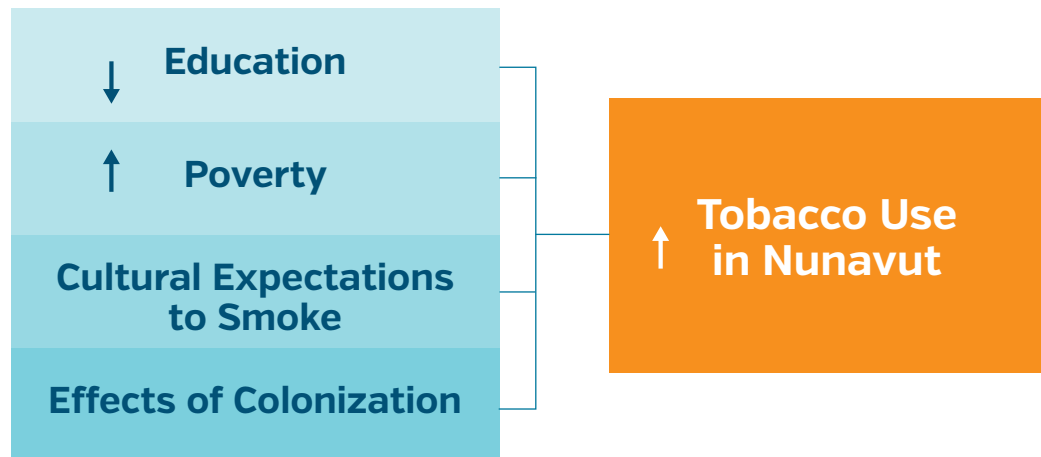 Education
Poverty
Cultural Expectations
to Smoke
Effects of Colonization
Tobacco Use
in Nunavut